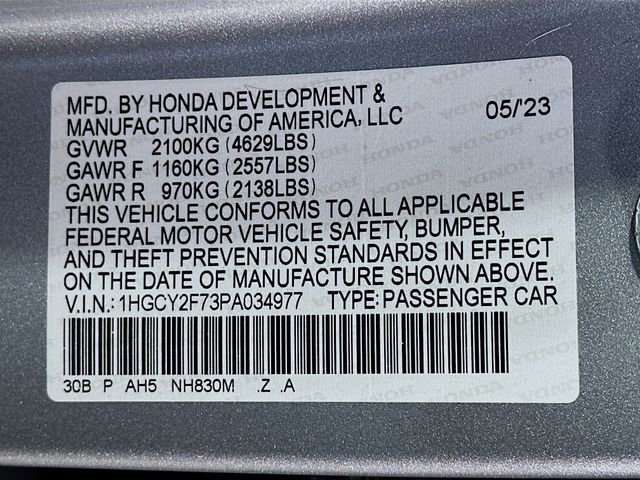 MFD. BY HONDA DEVELOPMENT &
MANUFACTURING OF AMERICA, LLC 05/'23
GVWR 2100KG (4629LBS)
GAWR F 1160KG (2557LBS)
GAWR R 970KG (2138LBS)
THIS VEHICLE CONFORMS TO ALL APPLICABLE
FEDERAL MOTOR VEHICLE SAFETY, BUMPER,
AND THEFT PREVENTION STANDARDS IN EFFECT
ON THE DATE OF MANUFACTURE SHOWN ABOVE.
V.I.N.: 1HGCY2F73PA034977 TYPE: PASSENGER CAR
30B P AH5 NH830M .Z .A